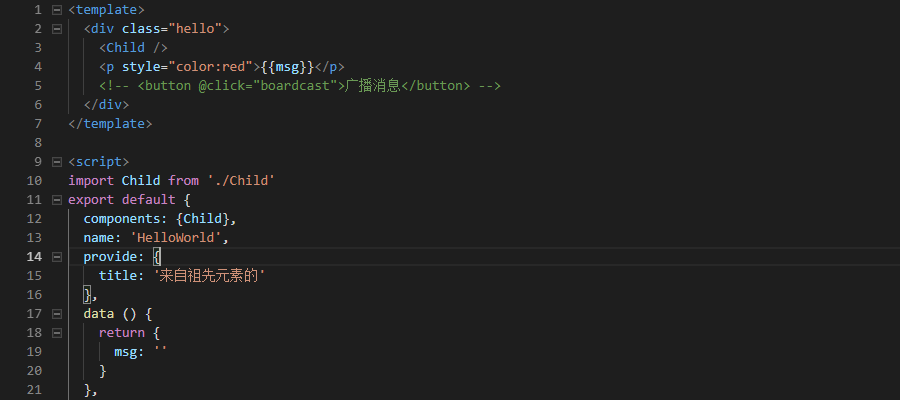 1 <template>
2 <div class="hello">
3 <Child />
4 <p style="color:red">{{msg}}</p>
5 <!-- <button @click="boardcast">广播消息</button> -->
6 </div>
7 </template>
8
9 <script>
10 import Child from './Child'
11 export default {
12 components: {Child},
13 name: 'HelloWorld',
14 provide: {
15 title: '来自祖先元素的'
16 },
17 data () {
18 return {
19 msg: ''
20 }
21 },